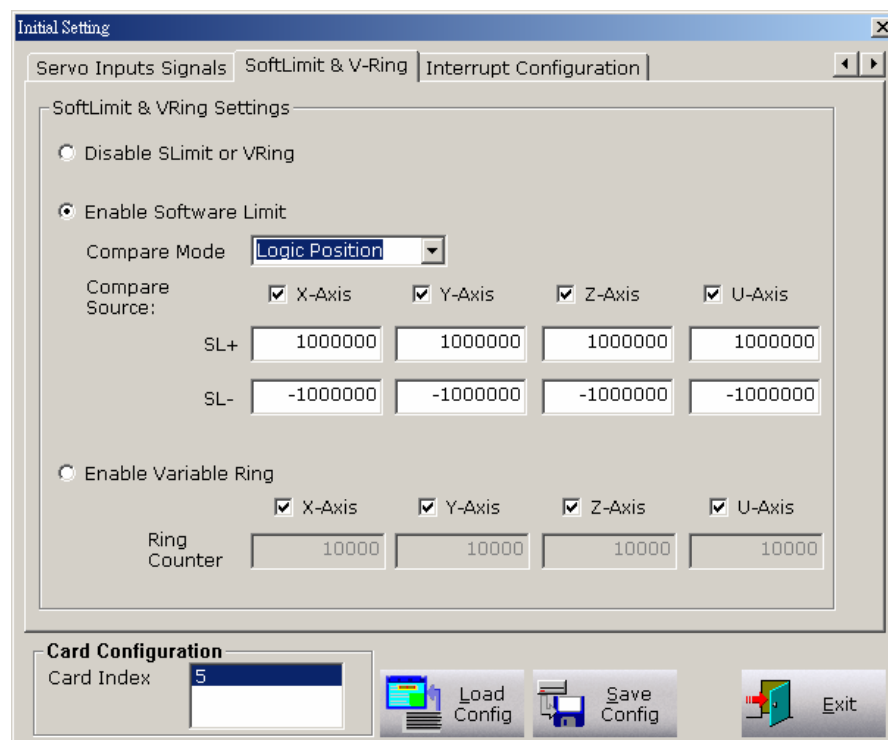 Initial Setting
Servo Inputs Signals SoftLimit & V-Ring Interrupt Configuration
SoftLimit & VRing Settings
Disable SLimit or VRing
Enable Software Limit
Compare Mode Logic Position
Compare Source: X-Axis Y-Axis Z-Axis U-Axis
SL+ 1000000 1000000 1000000 1000000
SL- -1000000 -1000000 -1000000 -1000000
Enable Variable Ring
X-Axis Y-Axis Z-Axis U-Axis
Ring Counter 10000 10000 10000 10000
Card Configuration
Card Index 5
Load Config Save Config Exit